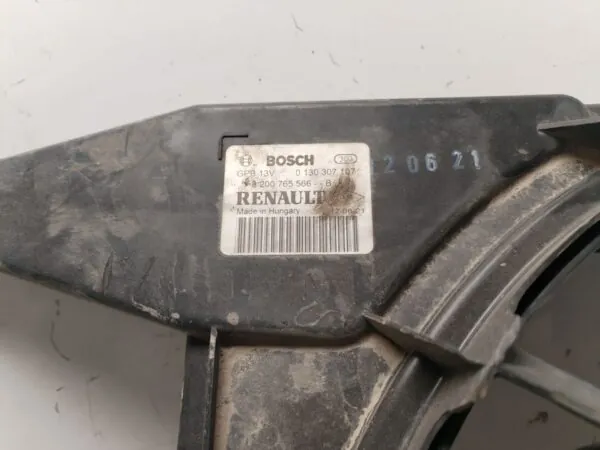 BOSCH
GPB 13V 0 130 307 107
8 200 765 566 - B
RENAULT
Made in Hungary
20621